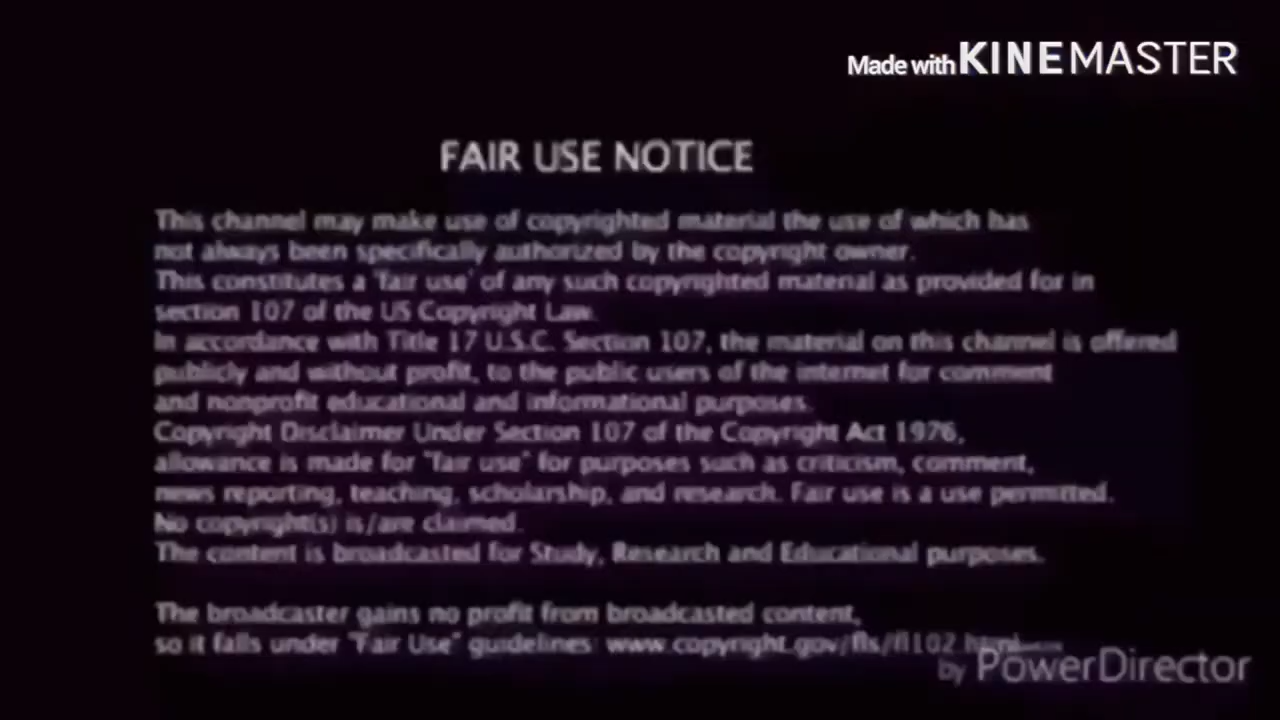 Made with KINEMASTER
FAIR USE NOTICE
This channel may make use of copyrighted material the use of which has
not always been specifically authorized by the copyright owner.
This constitutes a 'fair use' of any such copyrighted material as provided for in
section 107 of the US Copyright Law.
In accordance with Title 17 U.S.C. Section 107, the material on this channel is offered
publicly and without profit, to the public users of the internet for comment
and nonprofit educational and informational purposes.
Copyright Disclaimer Under Section 107 of the Copyright Act 1976,
allowance is made for "fair use" for purposes such as criticism, comment,
news reporting, teaching, scholarship, and research. Fair use is a use permitted.
No copyright(s) is/are claimed.
The content is broadcasted for Study, Research and Educational purposes.
The broadcaster gains no profit from broadcasted content,
so it falls under "Fair Use" guidelines: www.copyright.gov/fls/fl102.html
by PowerDirector